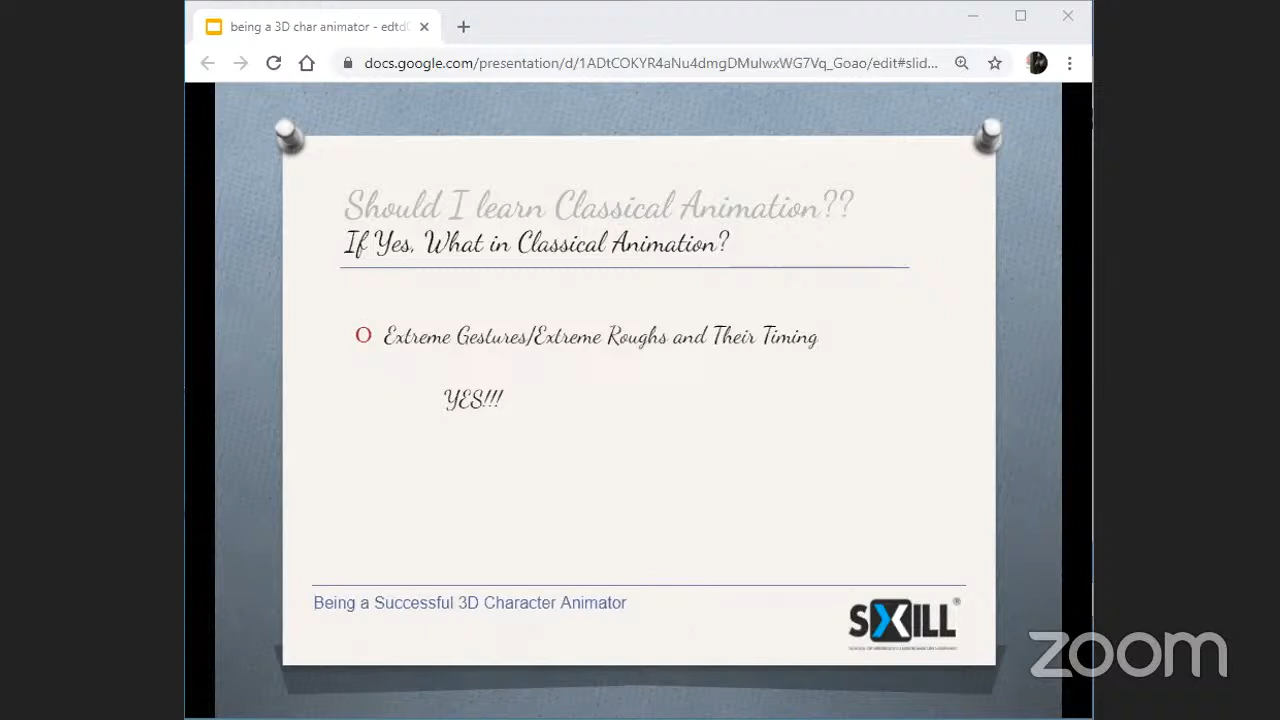 being a 3D char animator - edtd
docs.google.com/presentation/d/1ADtCOKYR4aNu4dmgDMuIwxWG7Vq_Goao/edit#slid...
Should I learn Classical Animation??
If Yes, What in Classical Animation?
O Extreme Gestures/Extreme Roughs and Their Timing
YES!!!
Being a Successful 3D Character Animator
SXILL®
zoom